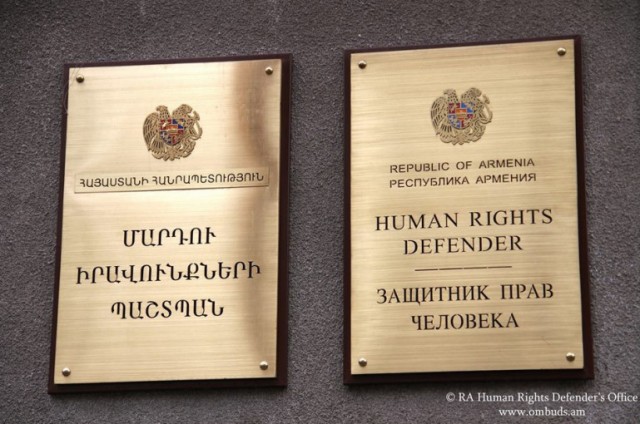 ՀԱՅԱՍՏԱՆԻ ՀԱՆՐԱՊԵՏՈՒԹՅՈՒՆ
ՄԱՐԴՈՒ
ԻՐԱՎՈՒՆՔՆԵՐԻ
ՊԱՇՏՊԱՆ
REPUBLIC OF ARMENIA
РЕСПУБЛИКА АРМЕНИЯ
HUMAN RIGHTS
DEFENDER
ЗАЩИТНИК ПРАВ
ЧЕЛОВЕКА
© RA Human Rights Defender's Office
www.ombuds.am